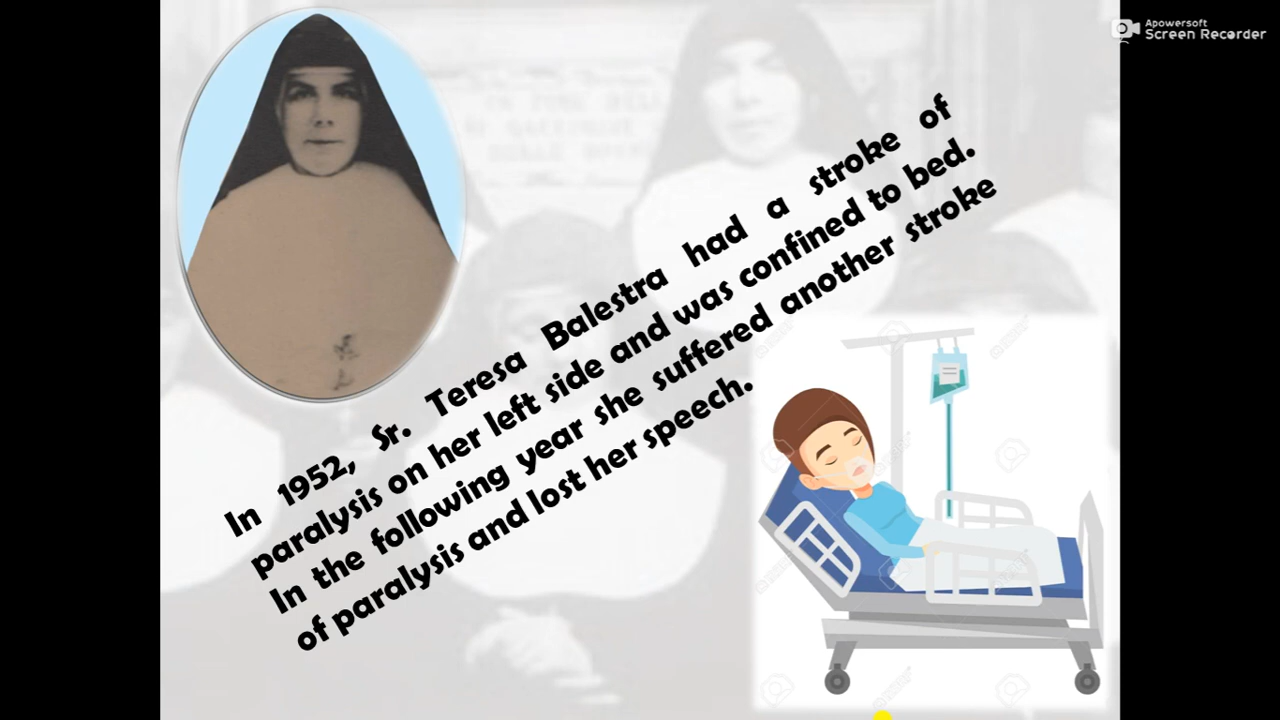 Apowersoft
Screen Recorder
In 1952, Sr. Teresa Balestra had a stroke of
paralysis on her left side and was confined to bed.
In the following year she suffered another stroke
of paralysis and lost her speech.